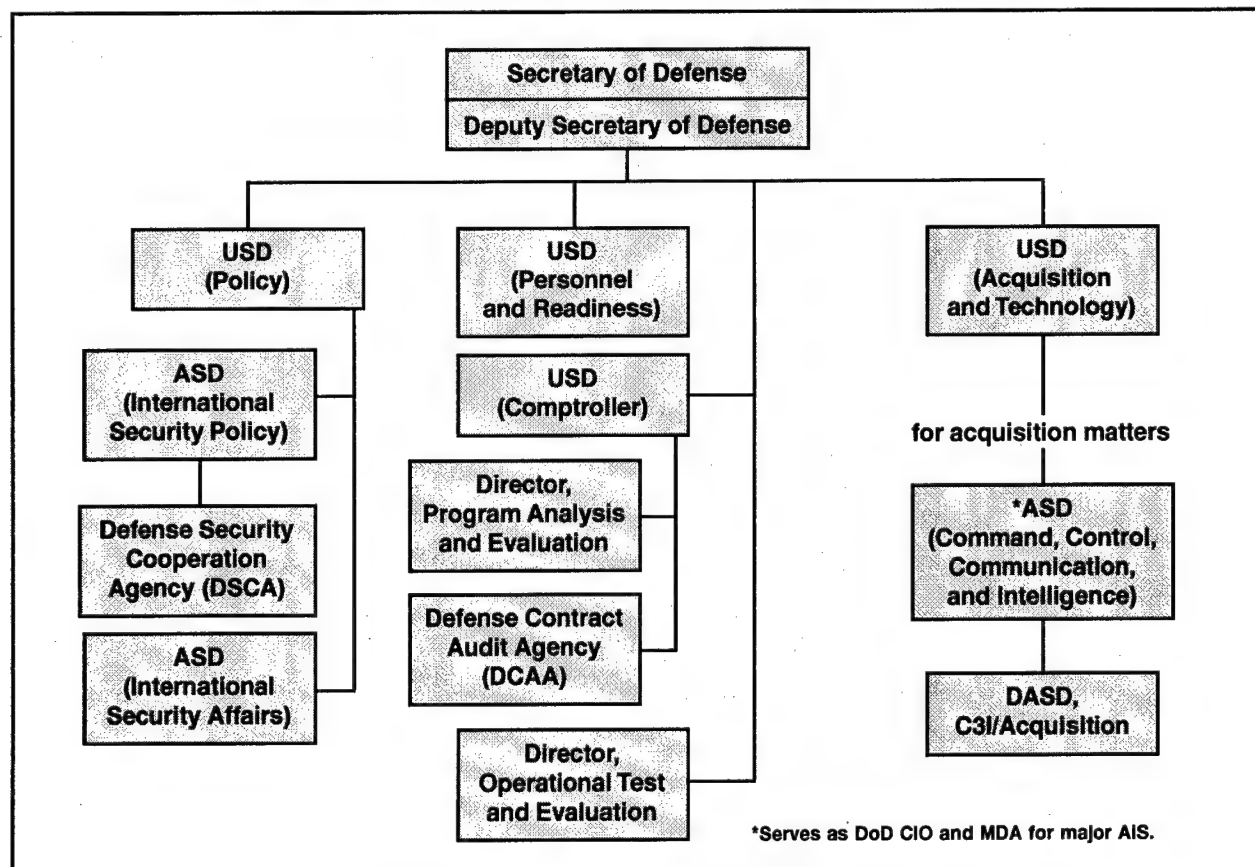 Secretary of Defense
Deputy Secretary of Defense
USD
(Policy)
ASD
(International
Security Policy)
Defense Security
Cooperation
Agency (DSCA)
ASD
(International
Security Affairs)
USD
(Personnel
and Readiness)
USD
(Comptroller)
Director,
Program Analysis
and Evaluation
Defense Contract
Audit Agency
(DCAA)
Director,
Operational Test
and Evaluation
USD
(Acquisition
and Technology)
for acquisition matters
*ASD
(Command, Control,
Communication,
and Intelligence)
DASD,
C3I/Acquisition
*Serves as DoD CIO and MDA for major AIS.